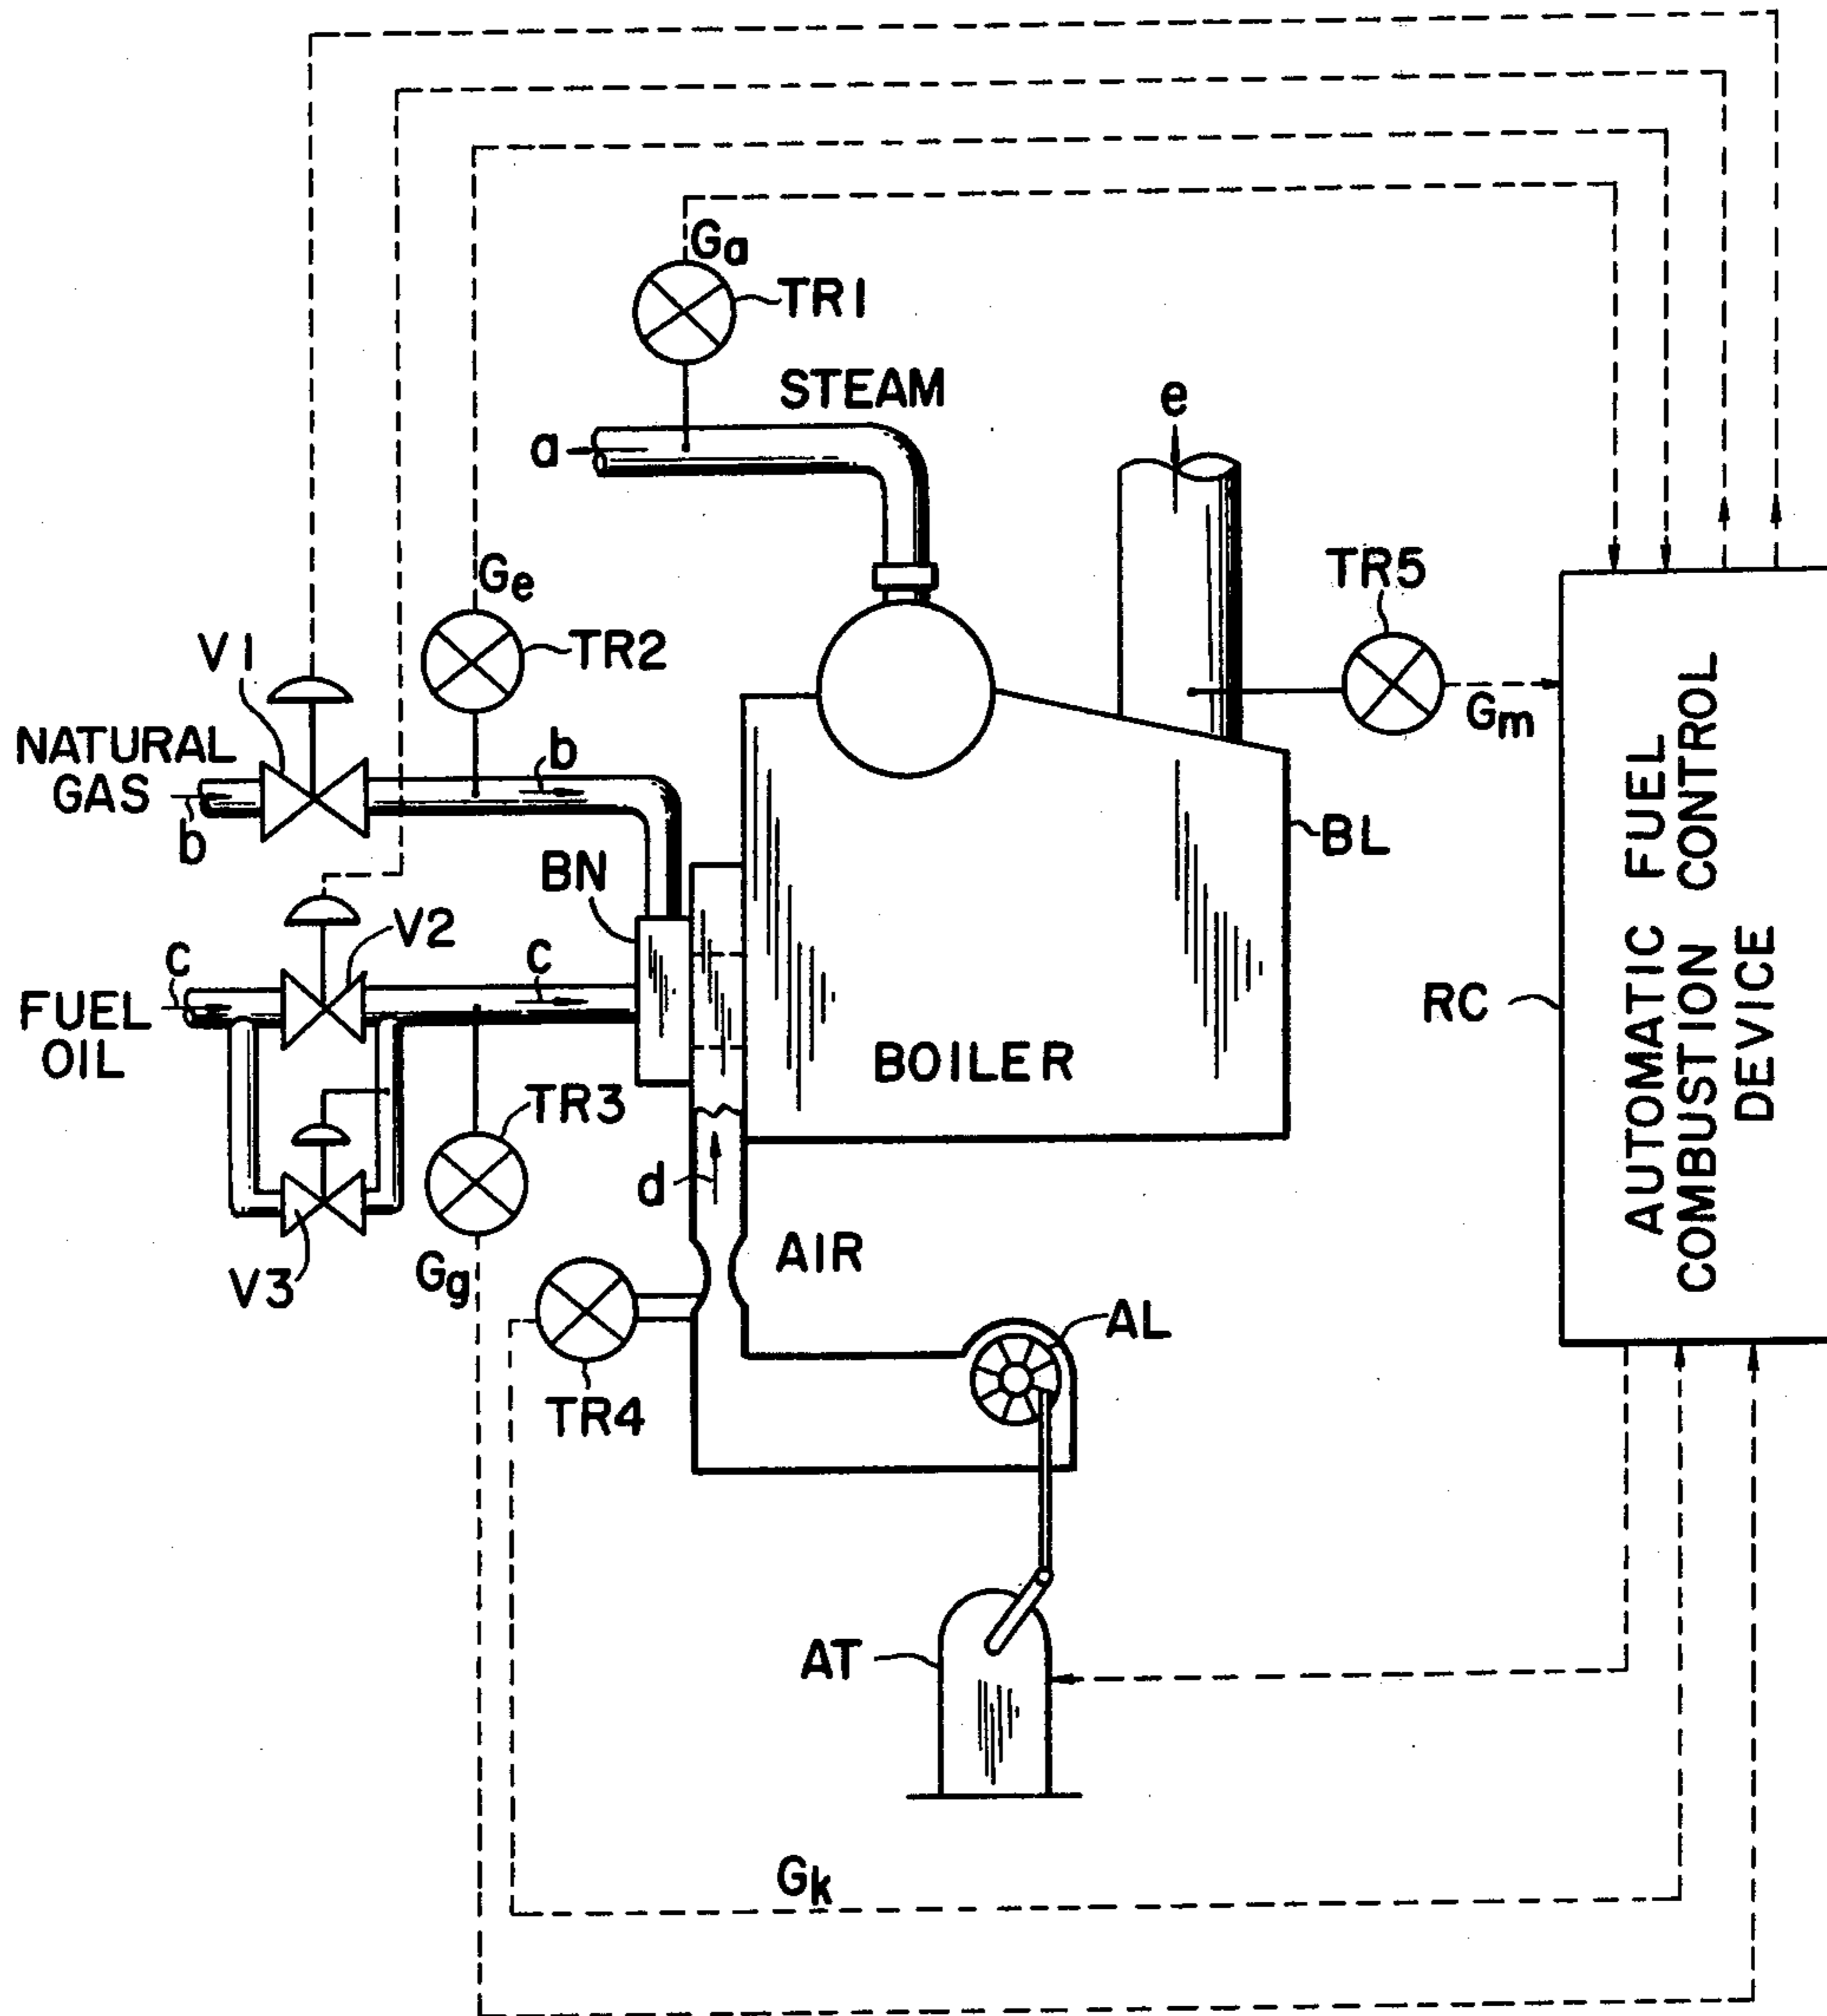 Ga
TR1
STEAM
a
e
TR5
Ge
TR2
V1
Gm
NATURAL
GAS
b
b
BL
BN
V2
c
c
FUEL
OIL
BOILER
RC
AUTOMATIC FUEL
COMBUSTION CONTROL
DEVICE
TR3
d
V3
Gg
AIR
AL
TR4
AT
Gk